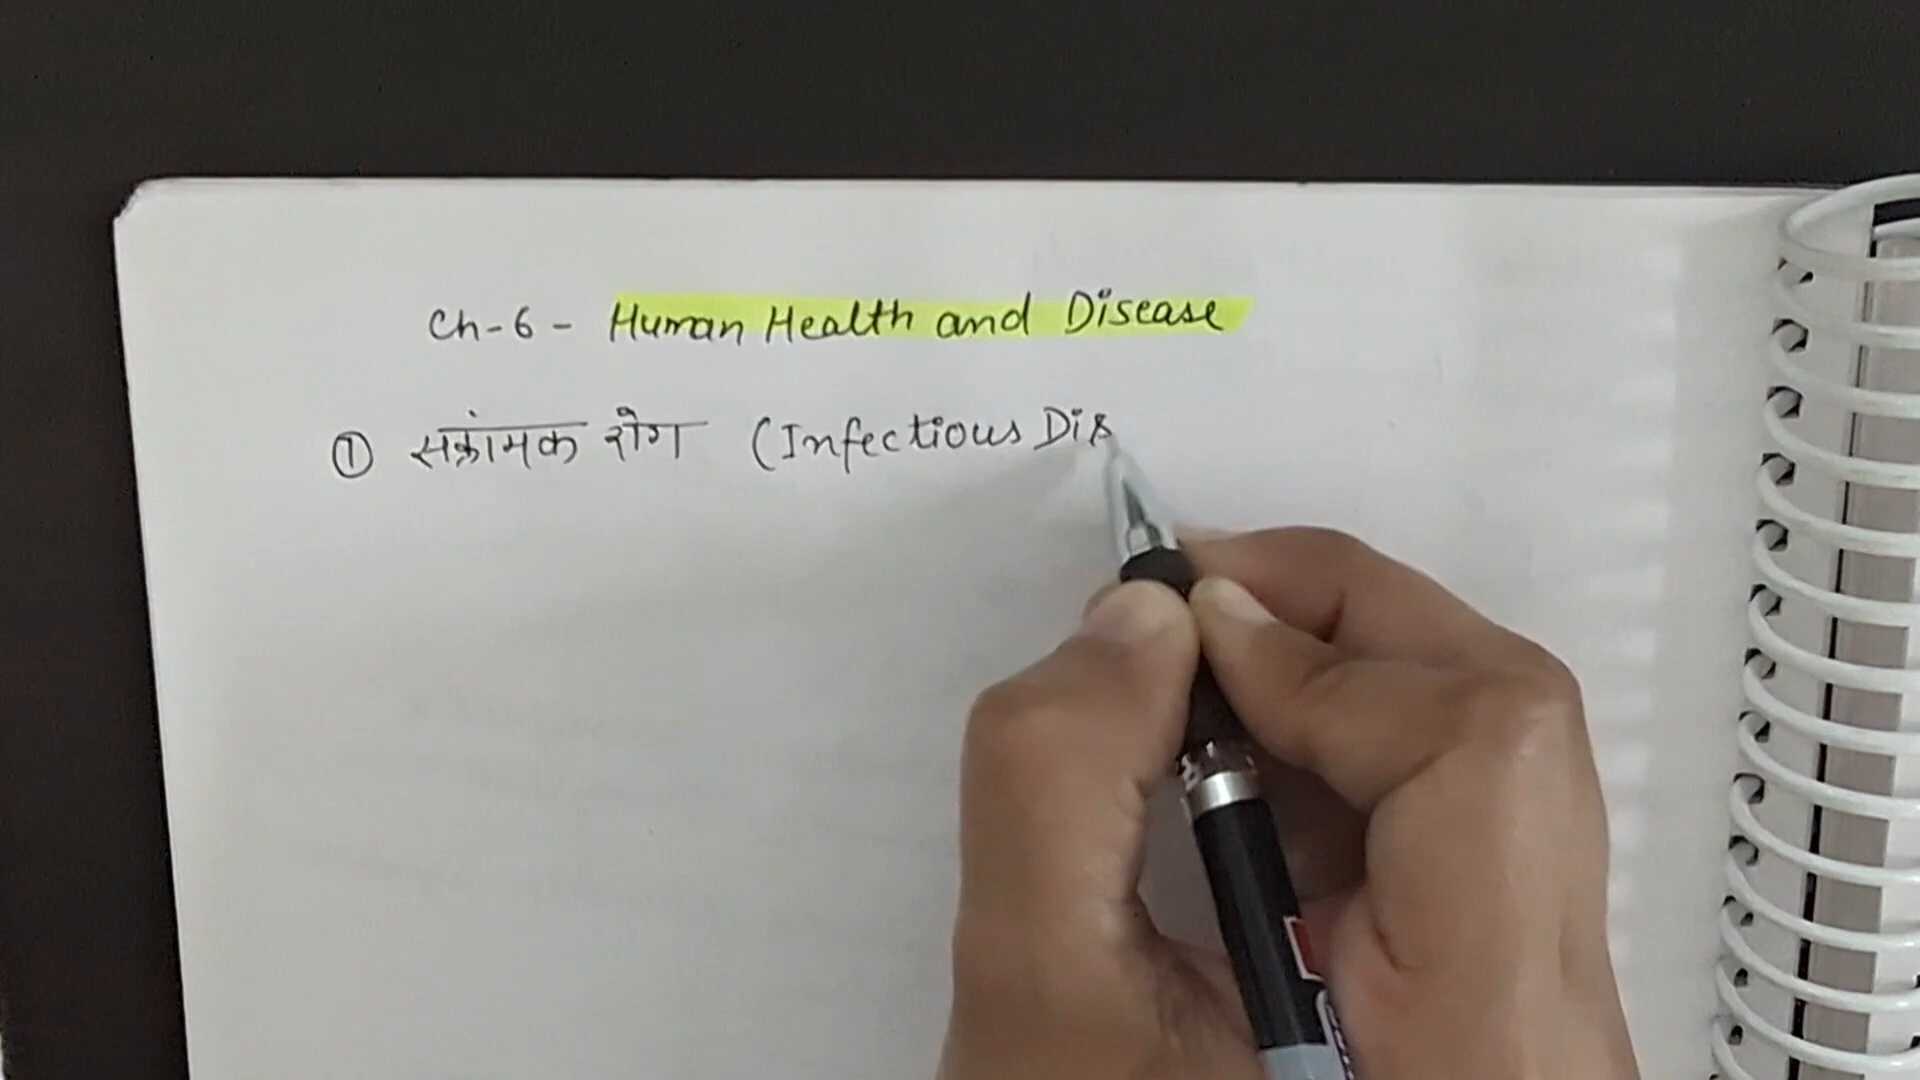 Ch-6 - Human Health and Disease
① संक्रामक रोग (Infectious Dis